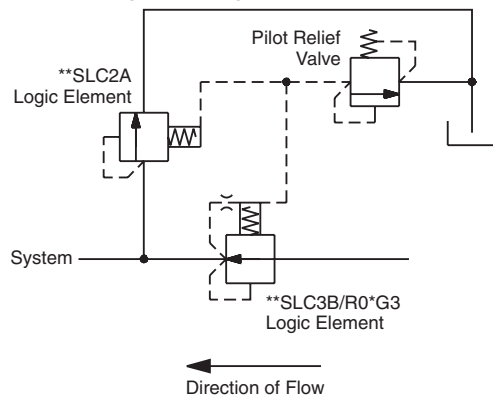 Pilot Relief
Valve
**SLC2A
Logic Element
System
**SLC3B/R0*G3
Logic Element
Direction of Flow